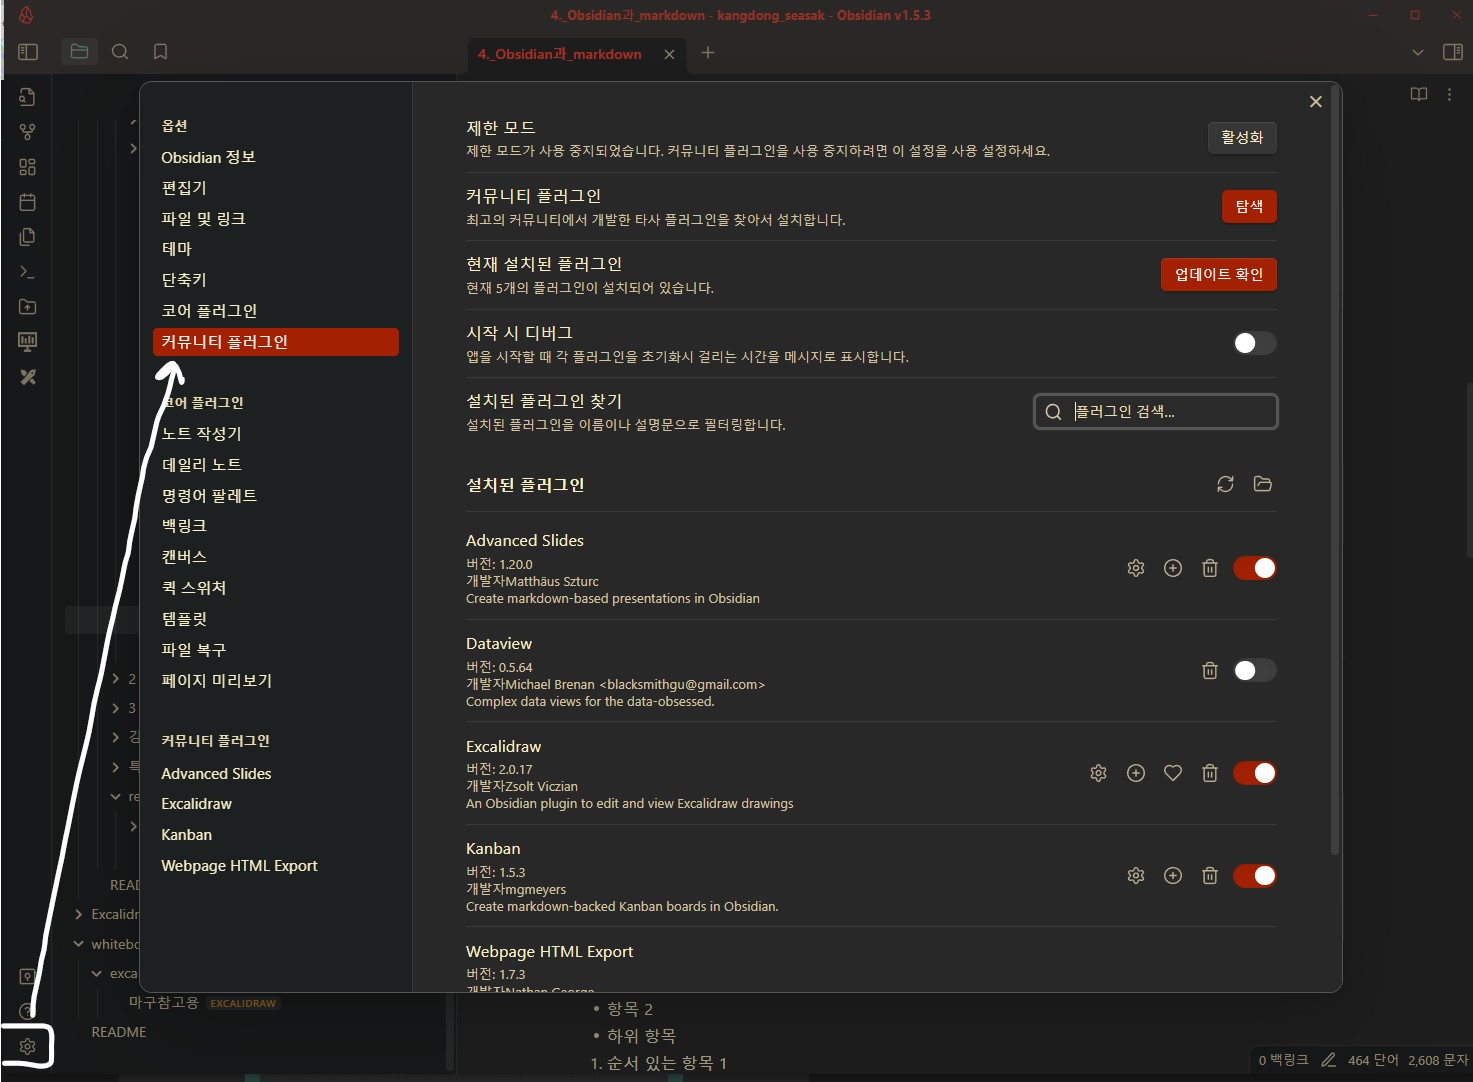 4._Obsidian과_markdown - kangdong_seasak - Obsidian v1.5.3
4._Obsidian과_markdown
옵션
Obsidian 정보
편집기
파일 및 링크
테마
단축키
코어 플러그인
커뮤니티 플러그인
코어 플러그인
노트 작성기
데일리 노트
명령어 팔레트
백링크
캔버스
퀵 스위처
템플릿
파일 복구
페이지 미리보기
커뮤니티 플러그인
Advanced Slides
Excalidraw
Kanban
Webpage HTML Export
제한 모드
제한 모드가 사용 중지되었습니다. 커뮤니티 플러그인을 사용 중지하려면 이 설정을 사용 설정하세요.
활성화
커뮤니티 플러그인
최고의 커뮤니티에서 개발한 타사 플러그인을 찾아서 설치합니다.
탐색
현재 설치된 플러그인
현재 5개의 플러그인이 설치되어 있습니다.
업데이트 확인
시작 시 디버그
앱을 시작할 때 각 플러그인을 초기화시 걸리는 시간을 메시지로 표시합니다.
설치된 플러그인 찾기
설치된 플러그인을 이름이나 설명문으로 필터링합니다.
플러그인 검색...
설치된 플러그인
Advanced Slides
버전: 1.20.0
개발자Matthäus Szturc
Create markdown-based presentations in Obsidian
Dataview
버전: 0.5.64
개발자Michael Brenan <blacksmithgu@gmail.com>
Complex data views for the data-obsessed.
Excalidraw
버전: 2.0.17
개발자Zsolt Viczian
An Obsidian plugin to edit and view Excalidraw drawings
Kanban
버전: 1.5.3
개발자mgmeyers
Create markdown-backed Kanban boards in Obsidian.
Webpage HTML Export
버전: 1.7.3
개발자Nathan George
2
3
강
특
re
READ
Excalidr
whitebo
exca
마구참고용 EXCALIDRAW
README
항목 2
하위 항목
1. 순서 있는 항목 1
0 백링크 464 단어 2,608 문자